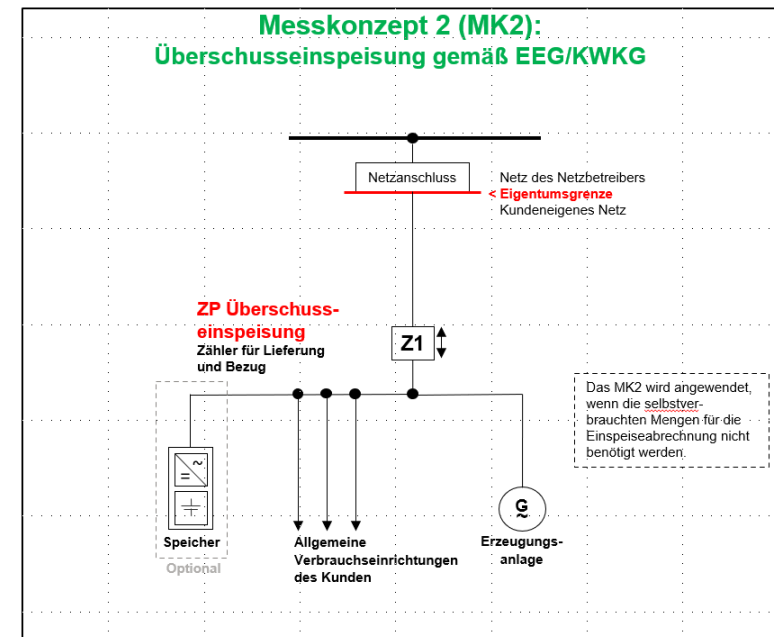 Messkonzept 2 (MK2):
Überschusseinspeisung gemäß EEG/KWKG
Netzanschluss
Netz des Netzbetreibers
< Eigentumsgrenze
Kundeneigenes Netz
ZP Überschuss-
einspeisung
Zähler für Lieferung
und Bezug
Z1
Das MK2 wird angewendet,
wenn die selbstver-
brauchten Mengen für die
Einspeiseabrechnung nicht
benötigt werden.
~
=
G
~
Speicher
Optional
Allgemeine
Verbrauchseinrichtungen
des Kunden
Erzeugungs-
anlage